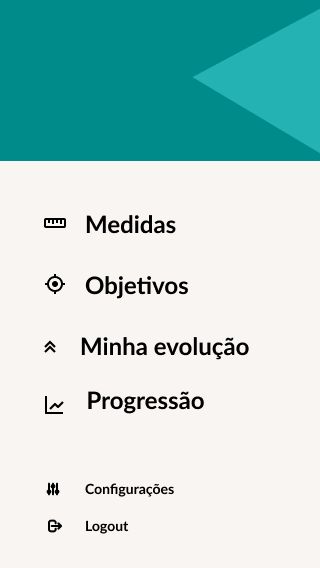 Medidas
Objetivos
Minha evolução
Progressão
Configurações
Logout